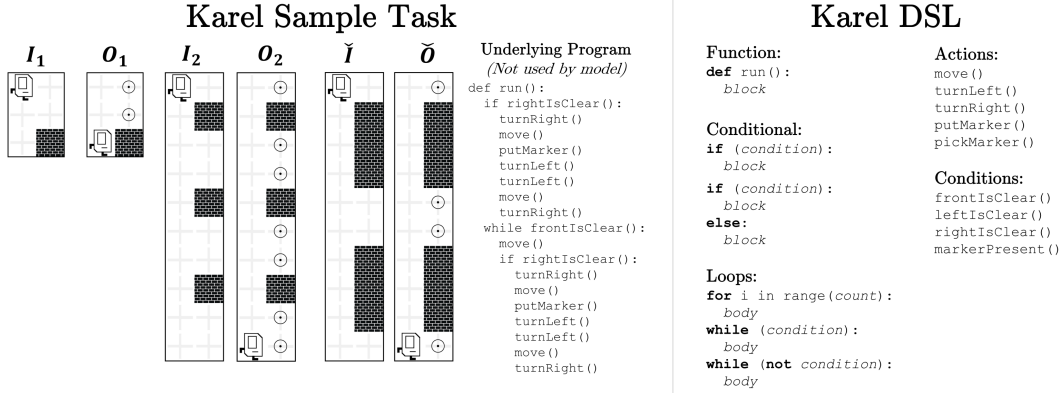 Karel Sample Task
I1 O1 I2 O2 Ǐ Ǒ
Underlying Program
(Not used by model)
def run():
if rightIsClear():
turnRight()
move()
putMarker()
turnLeft()
turnLeft()
move()
turnRight()
while frontIsClear():
move()
if rightIsClear():
turnRight()
move()
putMarker()
turnLeft()
turnLeft()
move()
turnRight()
Karel DSL
Function:
def run():
block
Conditional:
if (condition):
block
if (condition):
block
else:
block
Loops:
for i in range(count):
body
while (condition):
body
while (not condition):
body
Actions:
move()
turnLeft()
turnRight()
putMarker()
pickMarker()
Conditions:
frontIsClear()
leftIsClear()
rightIsClear()
markerPresent()